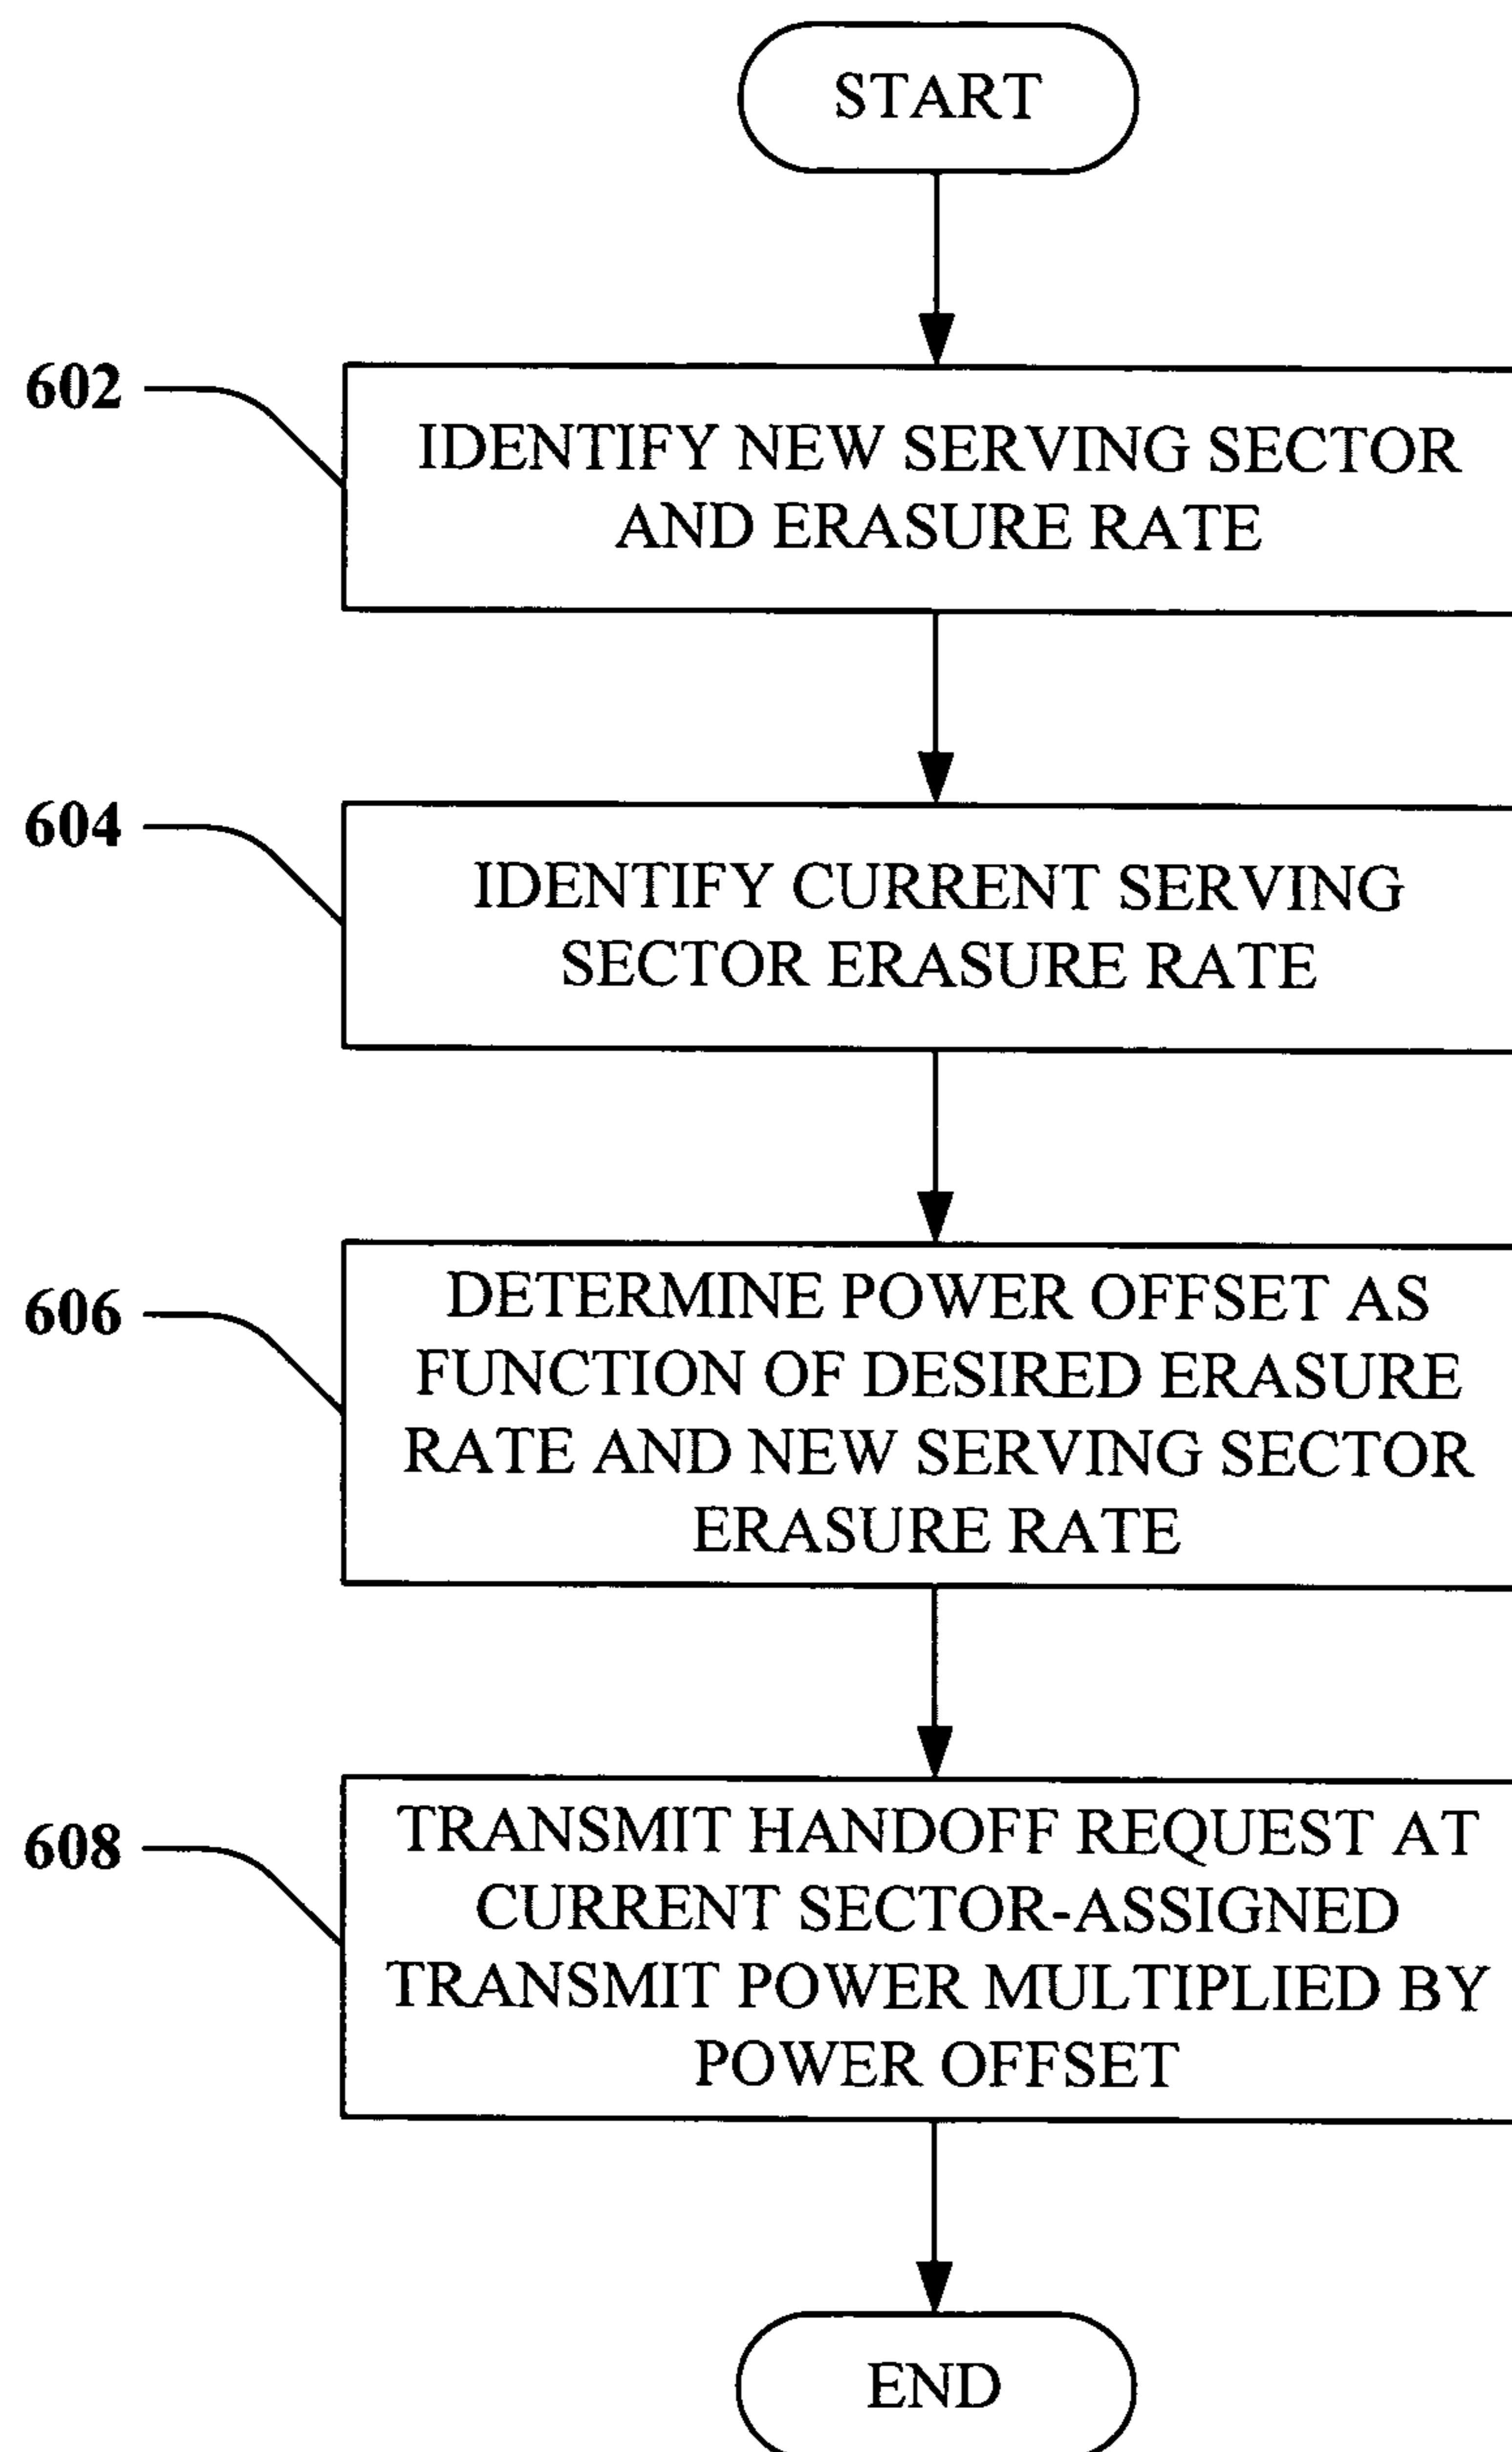 START
602
IDENTIFY NEW SERVING SECTOR
AND ERASURE RATE
604
IDENTIFY CURRENT SERVING
SECTOR ERASURE RATE
606
DETERMINE POWER OFFSET AS
FUNCTION OF DESIRED ERASURE
RATE AND NEW SERVING SECTOR
ERASURE RATE
608
TRANSMIT HANDOFF REQUEST AT
CURRENT SECTOR-ASSIGNED
TRANSMIT POWER MULTIPLIED BY
POWER OFFSET
END